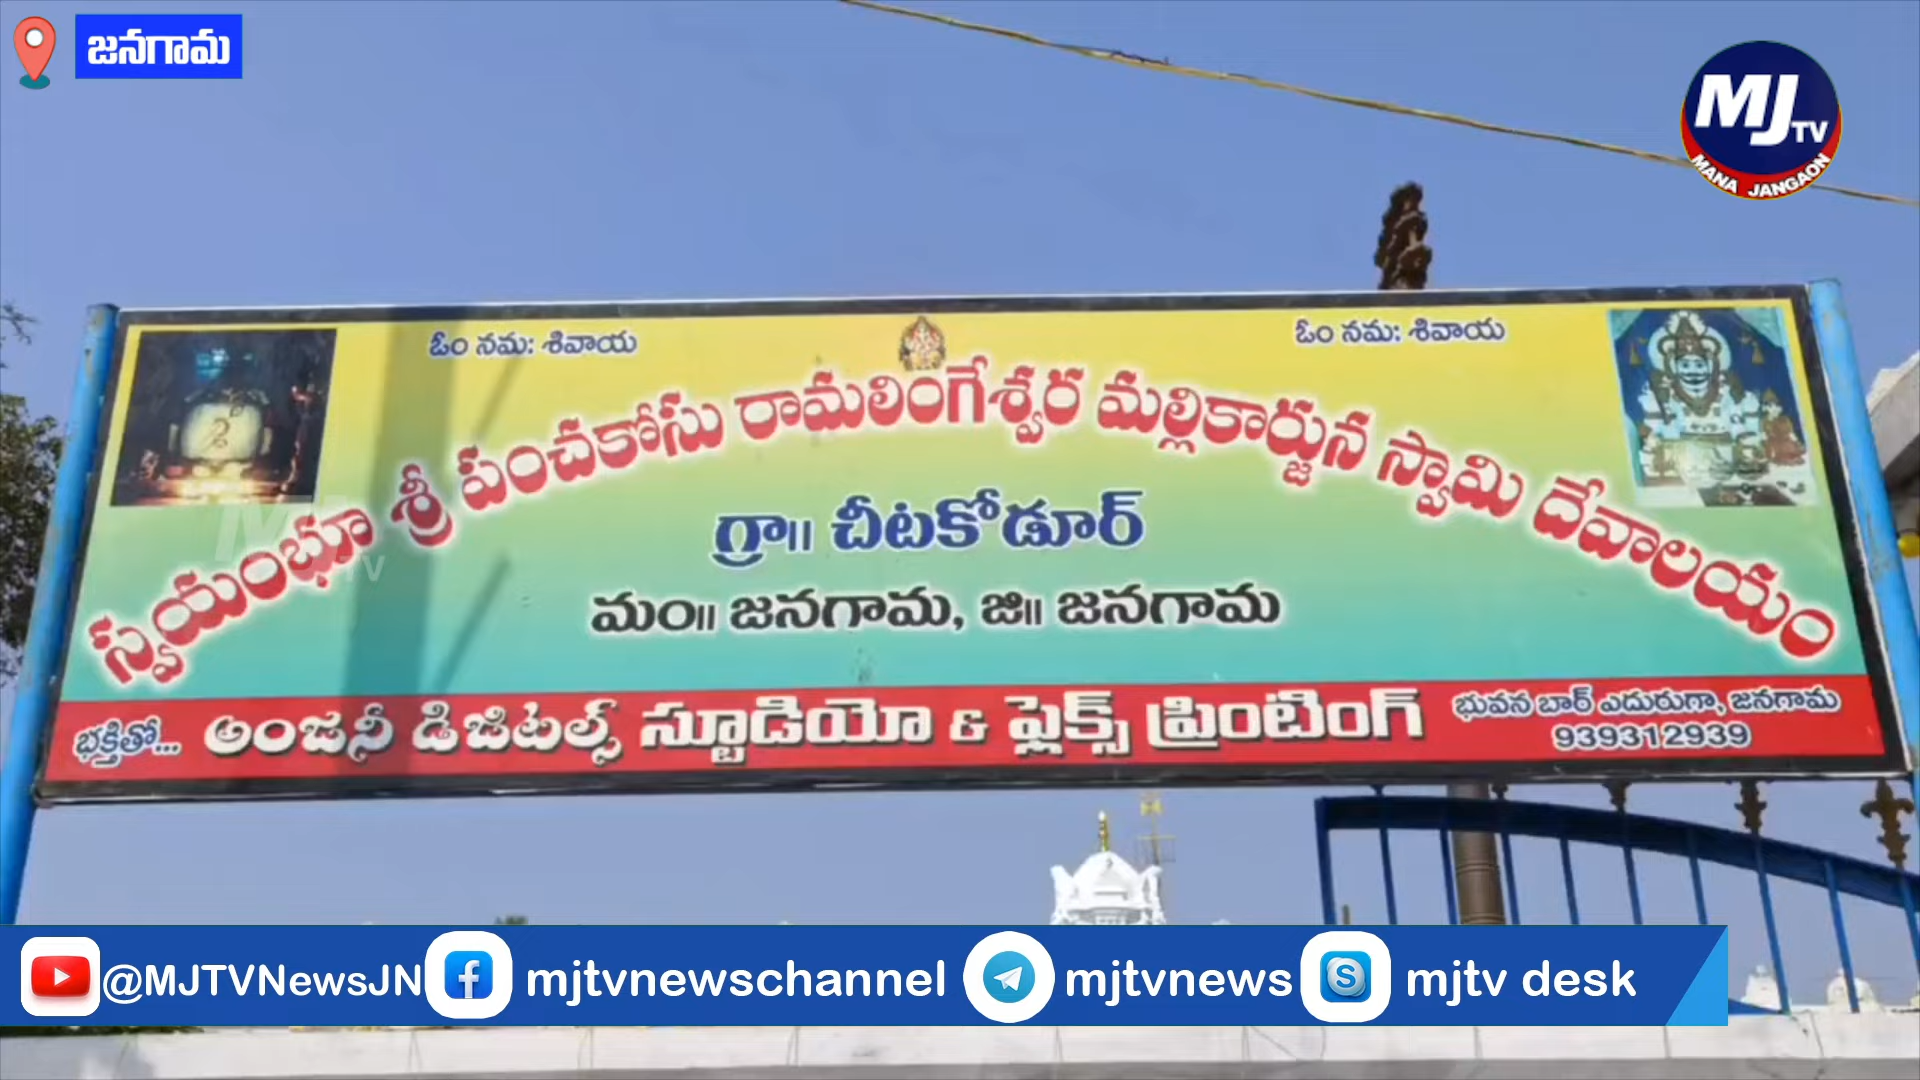 జనగామ
MJ TV
MANA JANGAON
ఓం నమః శివాయ
ఓం నమః శివాయ
స్వయంభూ శ్రీ పంచకోసు రామలింగేశ్వర మల్లికార్జున స్వామి దేవాలయం
గ్రా॥ చీటకోడూర్
మం॥ జనగామ, జి॥ జనగామ
భక్తితో... అంజనీ డిజిటల్స్ స్టూడియో & ఫ్లెక్స్ ప్రింటింగ్
భువన బార్ ఎదురుగా, జనగామ
939312939
@MJTVNewsJN mjtvnewschannel mjtvnews mjtv desk